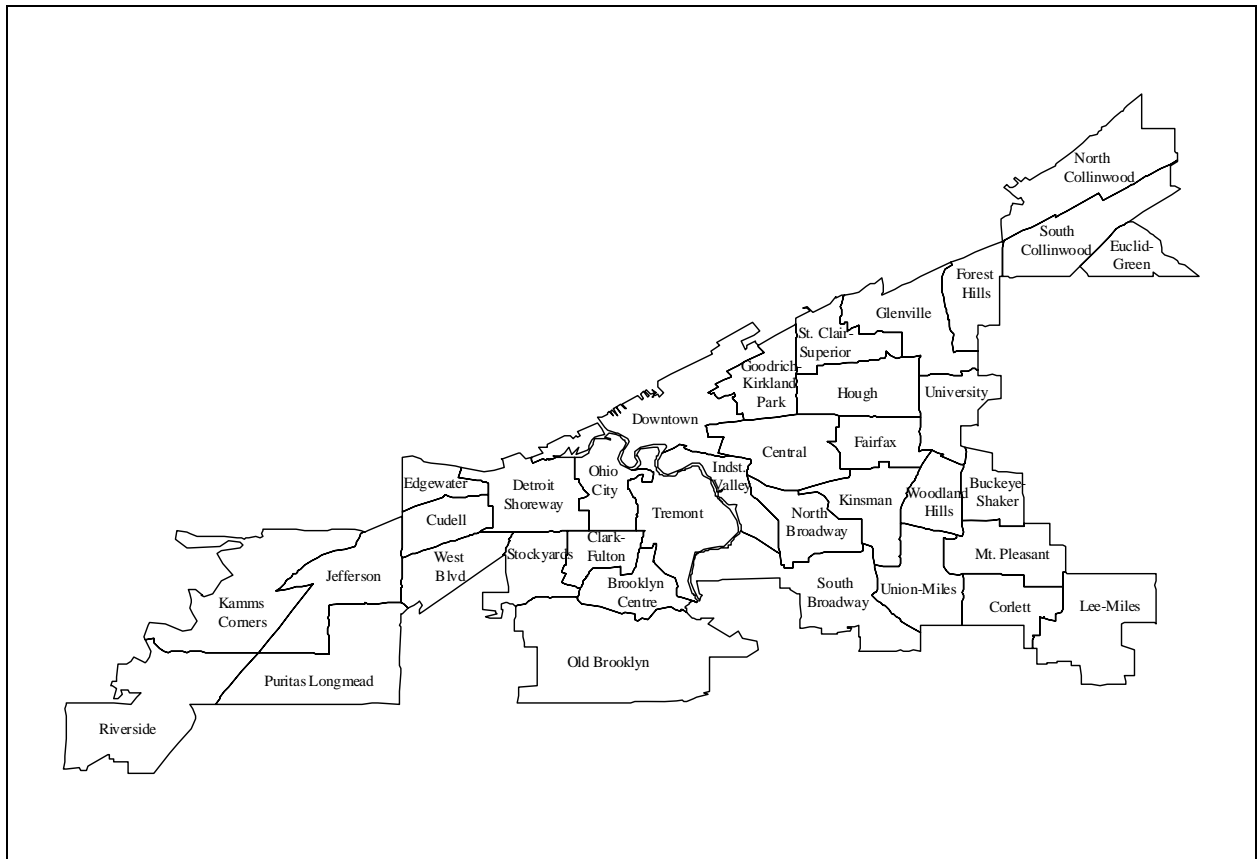 North
Collinwood
South
Collinwood
Euclid-
Green
Forest
Hills
Glenville
St. Clair-
Superior
Goodrich-
Kirkland
Park
Hough
University
Downtown
Central
Fairfax
Indst.
Valley
Ohio
City
Edgewater
Detroit
Shoreway
Buckeye-
Shaker
Woodland
Hills
Kinsman
North
Broadway
Tremont
Cudell
Clark-
Fulton
Stockyards
West
Blvd
Mt. Pleasant
Jefferson
Brooklyn
Centre
South
Broadway
Union-Miles
Corlett
Lee-Miles
Kamms
Corners
Old Brooklyn
Puritas Longmead
Riverside